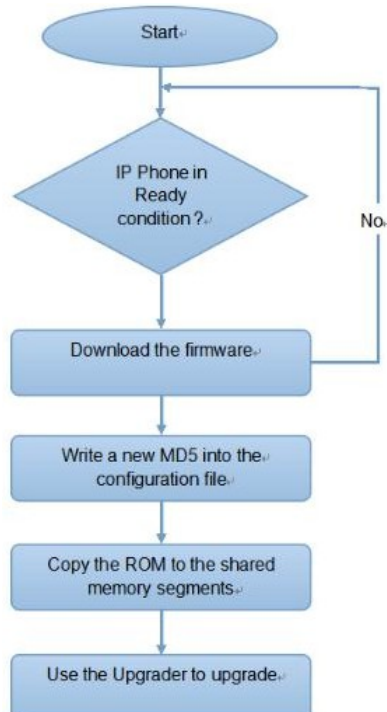 Start
IP Phone in
Ready
condition?
No
Download the firmware
Write a new MD5 into the
configuration file
Copy the ROM to the shared
memory segments
Use the Upgrader to upgrade